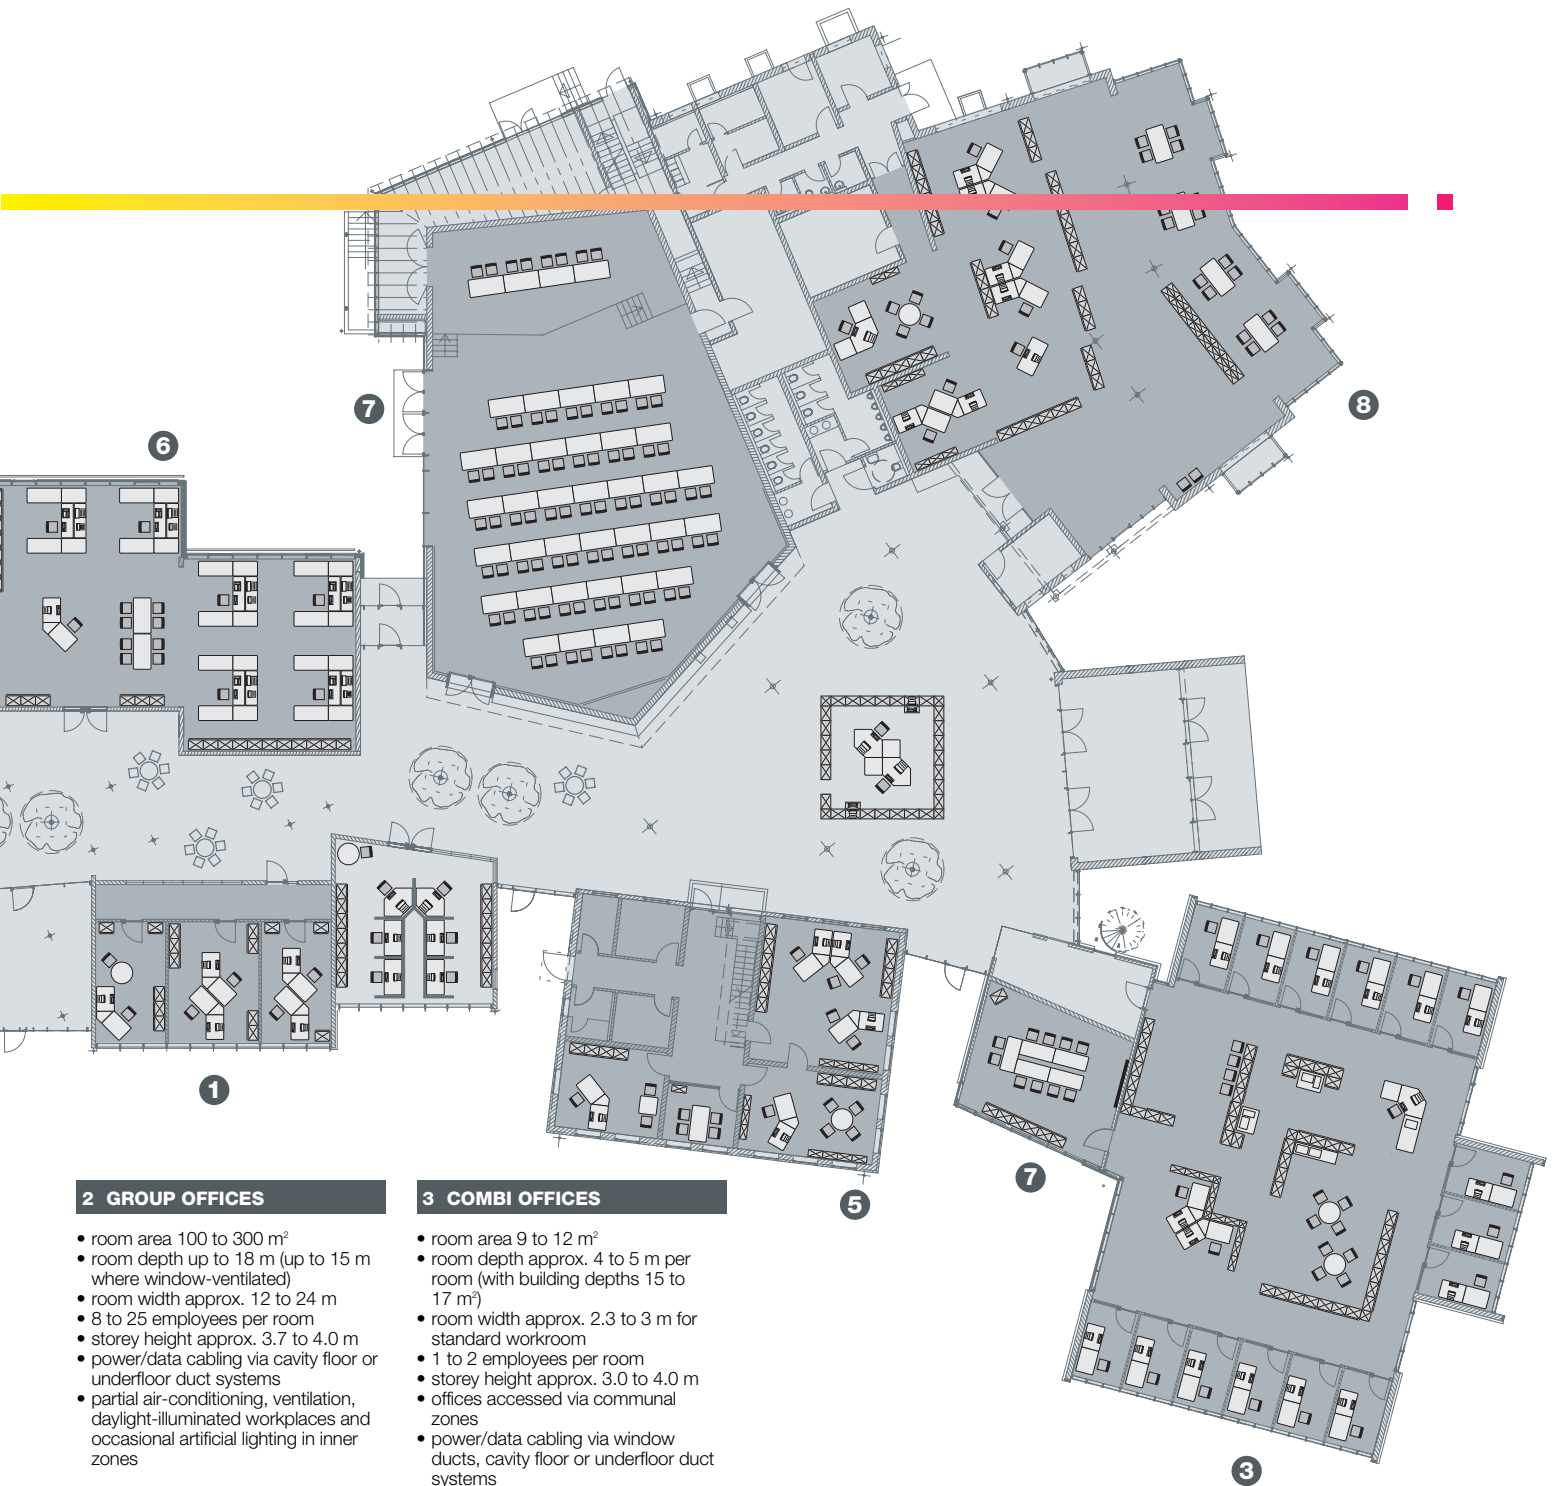 8
7
6
1
5
7
3
2 GROUP OFFICES
• room area 100 to 300 m²
• room depth up to 18 m (up to 15 m
where window-ventilated)
• room width approx. 12 to 24 m
• 8 to 25 employees per room
• storey height approx. 3.7 to 4.0 m
• power/data cabling via cavity floor or
underfloor duct systems
• partial air-conditioning, ventilation,
daylight-illuminated workplaces and
occasional artificial lighting in inner
zones
3 COMBI OFFICES
• room area 9 to 12 m²
• room depth approx. 4 to 5 m per
room (with building depths 15 to
17 m²)
• room width approx. 2.3 to 3 m for
standard workroom
• 1 to 2 employees per room
• storey height approx. 3.0 to 4.0 m
• offices accessed via communal
zones
• power/data cabling via window
ducts, cavity floor or underfloor duct
systems